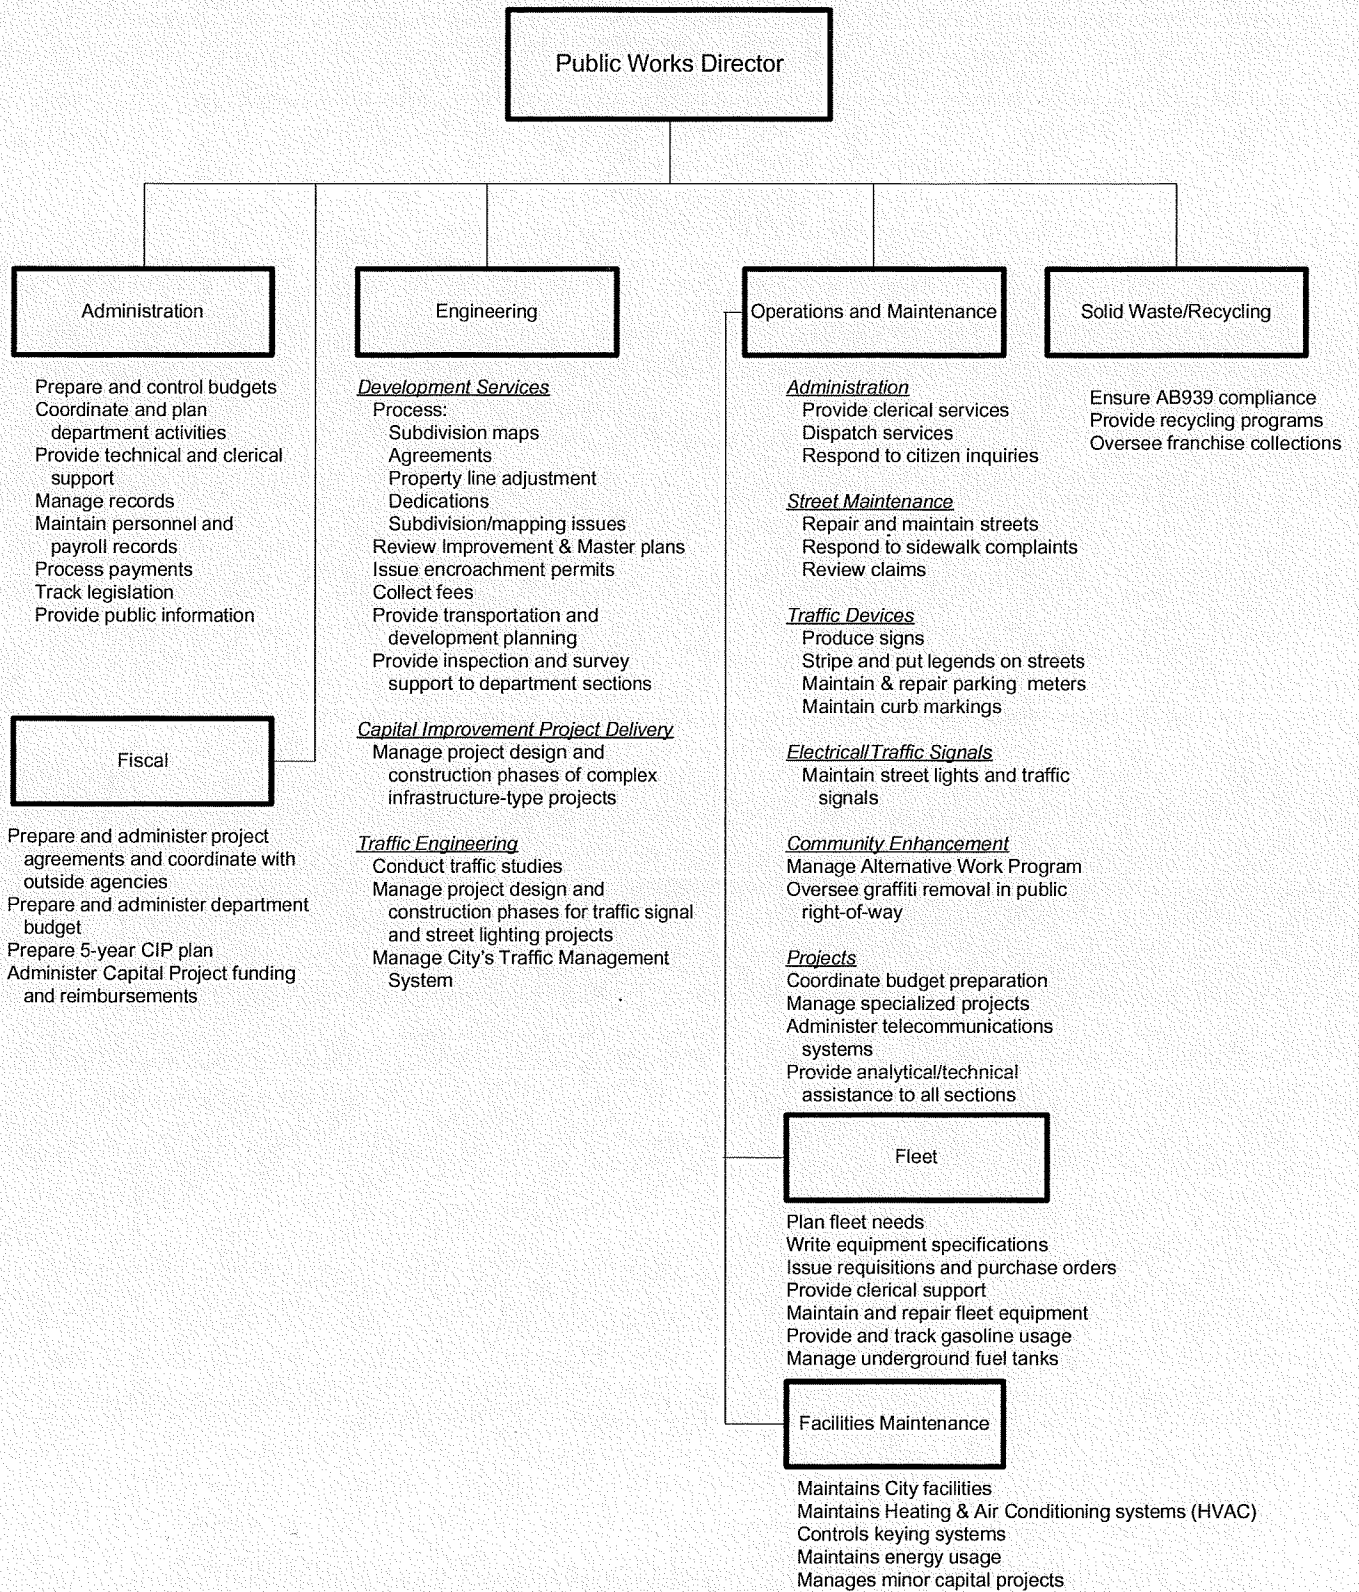 Public Works Director
Administration
Prepare and control budgets
Coordinate and plan
department activities
Provide technical and clerical
support
Manage records
Maintain personnel and
payroll records
Process payments
Track legislation
Provide public information
Fiscal
Prepare and administer project
agreements and coordinate with
outside agencies
Prepare and administer department
budget
Prepare 5-year CIP plan
Administer Capital Project funding
and reimbursements
Engineering
Development Services
Process:
Subdivision maps
Agreements
Property line adjustment
Dedications
Subdivision/mapping issues
Review Improvement & Master plans
Issue encroachment permits
Collect fees
Provide transportation and
development planning
Provide inspection and survey
support to department sections
Capital Improvement Project Delivery
Manage project design and
construction phases of complex
infrastructure-type projects
Traffic Engineering
Conduct traffic studies
Manage project design and
construction phases for traffic signal
and street lighting projects
Manage City's Traffic Management
System
Operations and Maintenance
Administration
Provide clerical services
Dispatch services
Respond to citizen inquiries
Street Maintenance
Repair and maintain streets
Respond to sidewalk complaints
Review claims
Traffic Devices
Produce signs
Stripe and put legends on streets
Maintain & repair parking meters
Maintain curb markings
Electrical/Traffic Signals
Maintain street lights and traffic
signals
Community Enhancement
Manage Alternative Work Program
Oversee graffiti removal in public
right-of-way
Projects
Coordinate budget preparation
Manage specialized projects
Administer telecommunications
systems
Provide analytical/technical
assistance to all sections
Fleet
Plan fleet needs
Write equipment specifications
Issue requisitions and purchase orders
Provide clerical support
Maintain and repair fleet equipment
Provide and track gasoline usage
Manage underground fuel tanks
Facilities Maintenance
Maintains City facilities
Maintains Heating & Air Conditioning systems (HVAC)
Controls keying systems
Maintains energy usage
Manages minor capital projects
Solid Waste/Recycling
Ensure AB939 compliance
Provide recycling programs
Oversee franchise collections